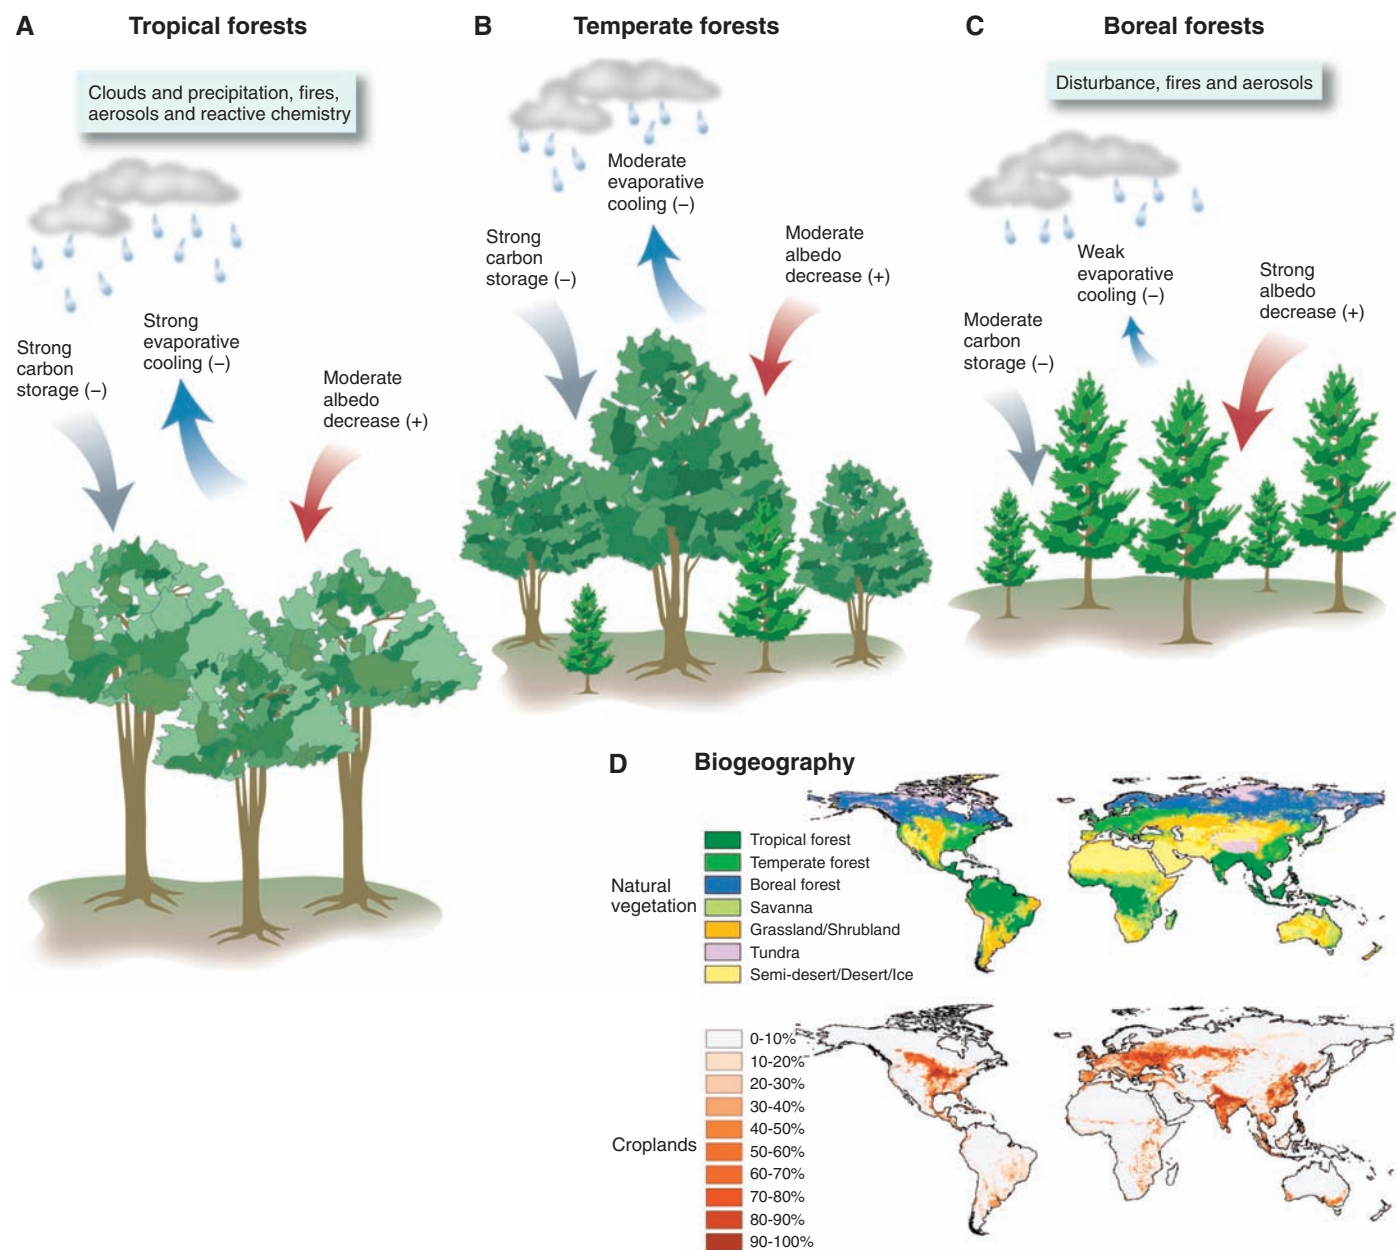 A
Tropical forests
Clouds and precipitation, fires,
aerosols and reactive chemistry
Strong
carbon
storage (−)
Strong
evaporative
cooling (−)
Moderate
albedo
decrease (+)
B
Temperate forests
Strong
carbon
storage (−)
Moderate
evaporative
cooling (−)
Moderate
albedo
decrease (+)
C
Boreal forests
Disturbance, fires and aerosols
Moderate
carbon
storage (−)
Weak
evaporative
cooling (−)
Strong
albedo
decrease (+)
D
Biogeography
Natural
vegetation
Tropical forest
Temperate forest
Boreal forest
Savanna
Grassland/Shrubland
Tundra
Semi-desert/Desert/Ice
Croplands
0-10%
10-20%
20-30%
30-40%
40-50%
50-60%
60-70%
70-80%
80-90%
90-100%